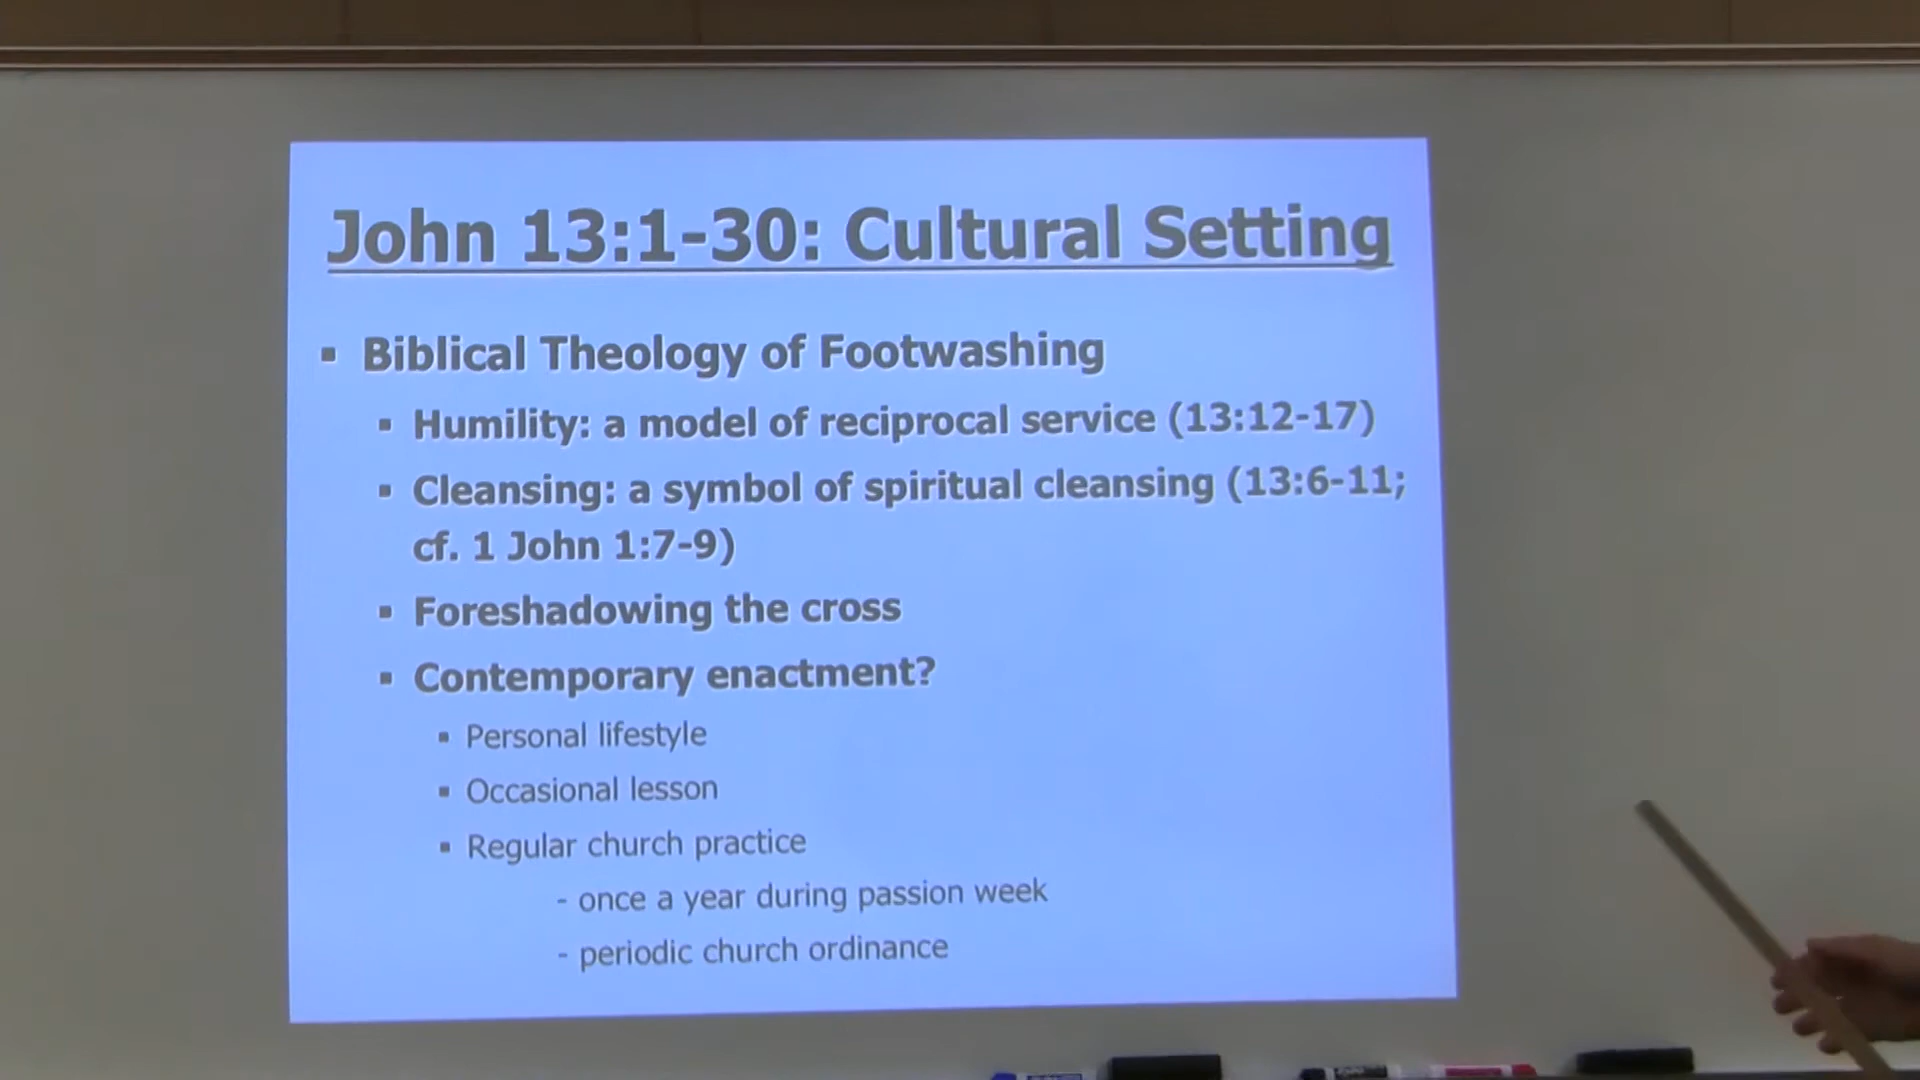 John 13:1-30: Cultural Setting
▪ Biblical Theology of Footwashing
▪ Humility: a model of reciprocal service (13:12-17)
▪ Cleansing: a symbol of spiritual cleansing (13:6-11;
cf. 1 John 1:7-9)
▪ Foreshadowing the cross
▪ Contemporary enactment?
▪ Personal lifestyle
▪ Occasional lesson
▪ Regular church practice
- once a year during passion week
- periodic church ordinance